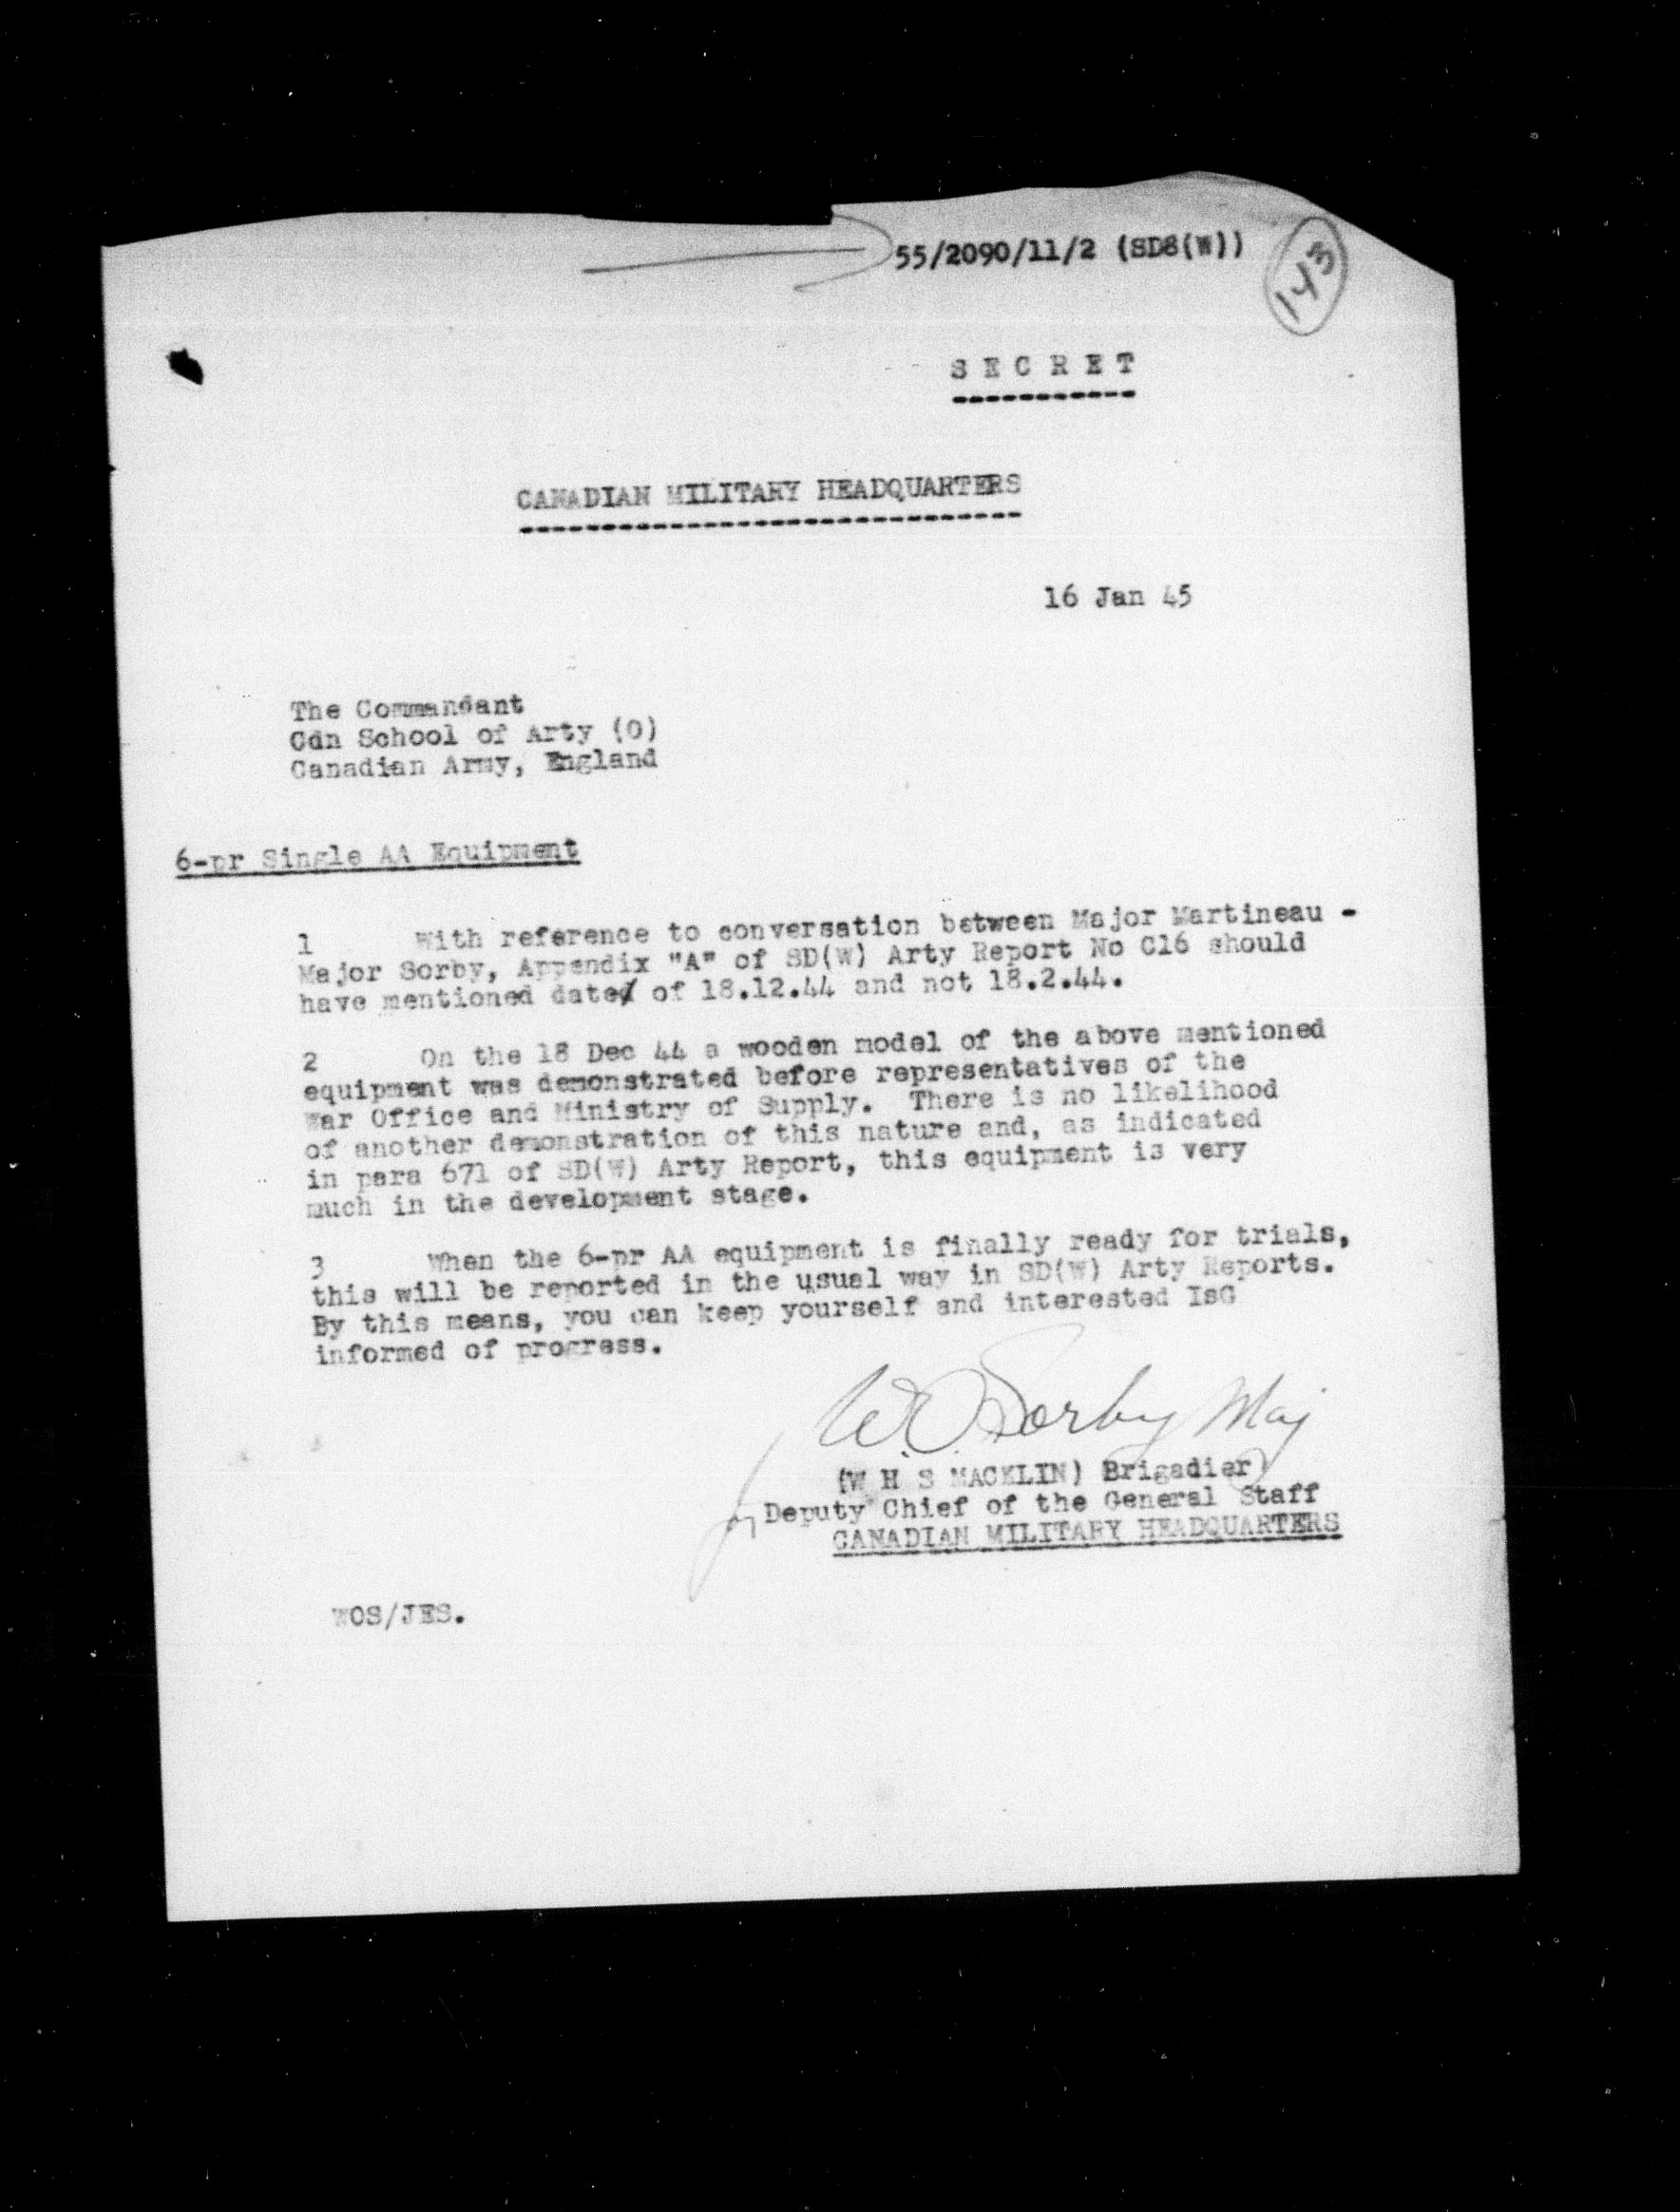 55/2090/11/2 (SD8(W))
143
S E C R E T
CANADIAN MILITARY HEADQUARTERS
16 Jan 45
The Commandant
Cdn School of Arty (O)
Canadian Army, England
6-pr Single AA Equipment
1 With reference to conversation between Major Martineau -
Major Sorby, Appendix "A" of SD(W) Arty Report No C16 should
have mentioned date of 18.12.44 and not 18.2.44.
2 On the 18 Dec 44 a wooden model of the above mentioned
equipment was demonstrated before representatives of the
War Office and Ministry of Supply. There is no likelihood
of another demonstration of this nature and, as indicated
in para 671 of SD(W) Arty Report, this equipment is very
much in the development stage.
3 When the 6-pr AA equipment is finally ready for trials,
this will be reported in the usual way in SD(W) Arty Reports.
By this means, you can keep yourself and interested IsG
informed of progress.
W.O. Sorby Maj
(W H S MACKLIN) Brigadier
for Deputy Chief of the General Staff
CANADIAN MILITARY HEADQUARTERS
WOS/JES.